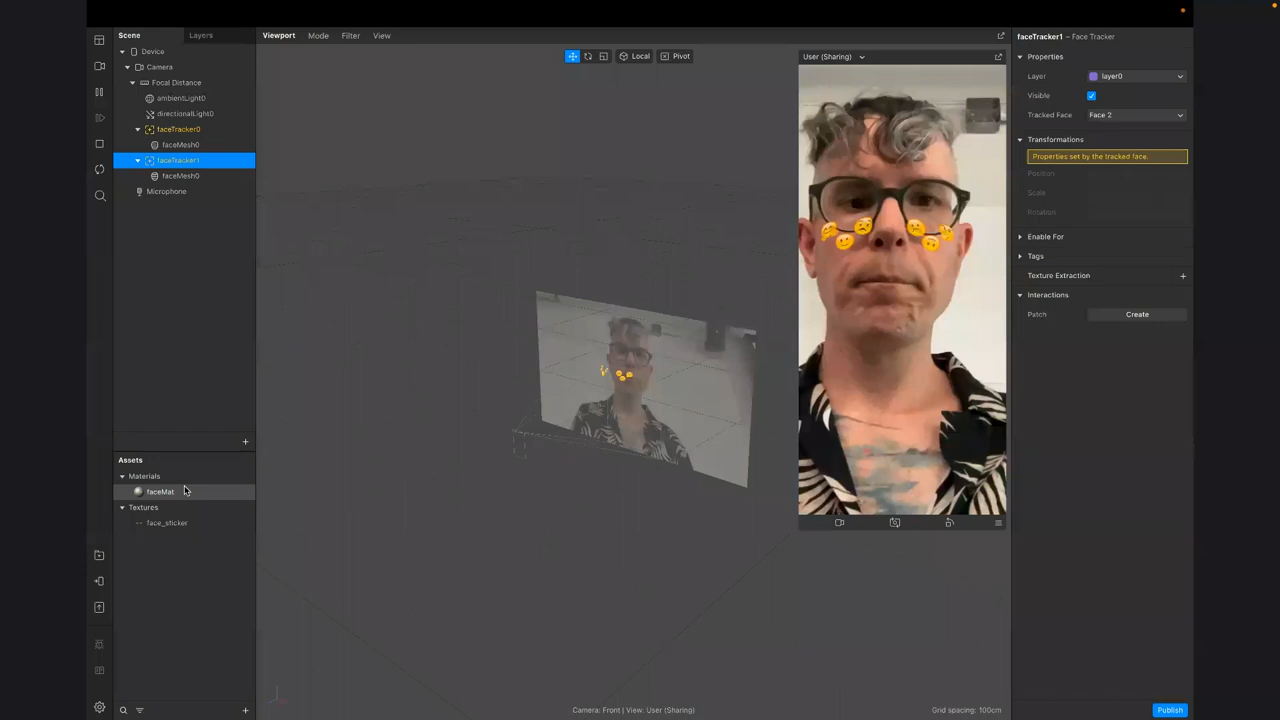 Scene
Layers
Device
Camera
Focal Distance
ambientLight0
directionalLight0
faceTracker0
faceMesh0
faceTracker1
faceMesh0
Microphone
Assets
Materials
faceMat
Textures
face_sticker
Viewport
Mode
Filter
View
Local
Pivot
User (Sharing)
Camera: Front | View: User (Sharing)
Grid spacing: 100cm
faceTracker1 – Face Tracker
Properties
Layer
layer0
Visible
Tracked Face
Face 2
Transformations
Properties set by the tracked face.
Position
Scale
Rotation
Enable For
Tags
Texture Extraction
Interactions
Patch
Create
Publish